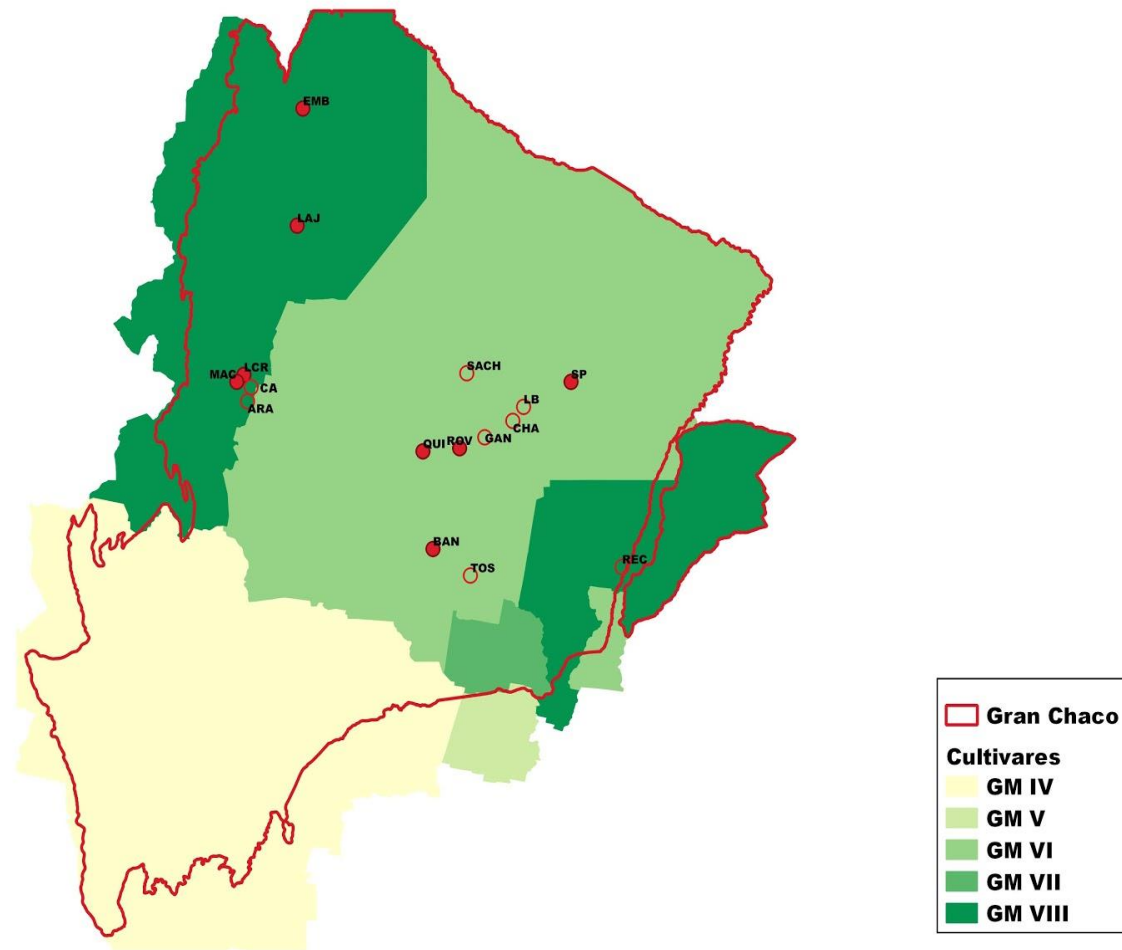 EMB
LAJ
LCR
MAC
CA
ARA
SACH
SP
LB
CHA
GAN
ROV
QUI
BAN
TOS
REC
Gran Chaco
Cultivares
GM IV
GM V
GM VI
GM VII
GM VIII